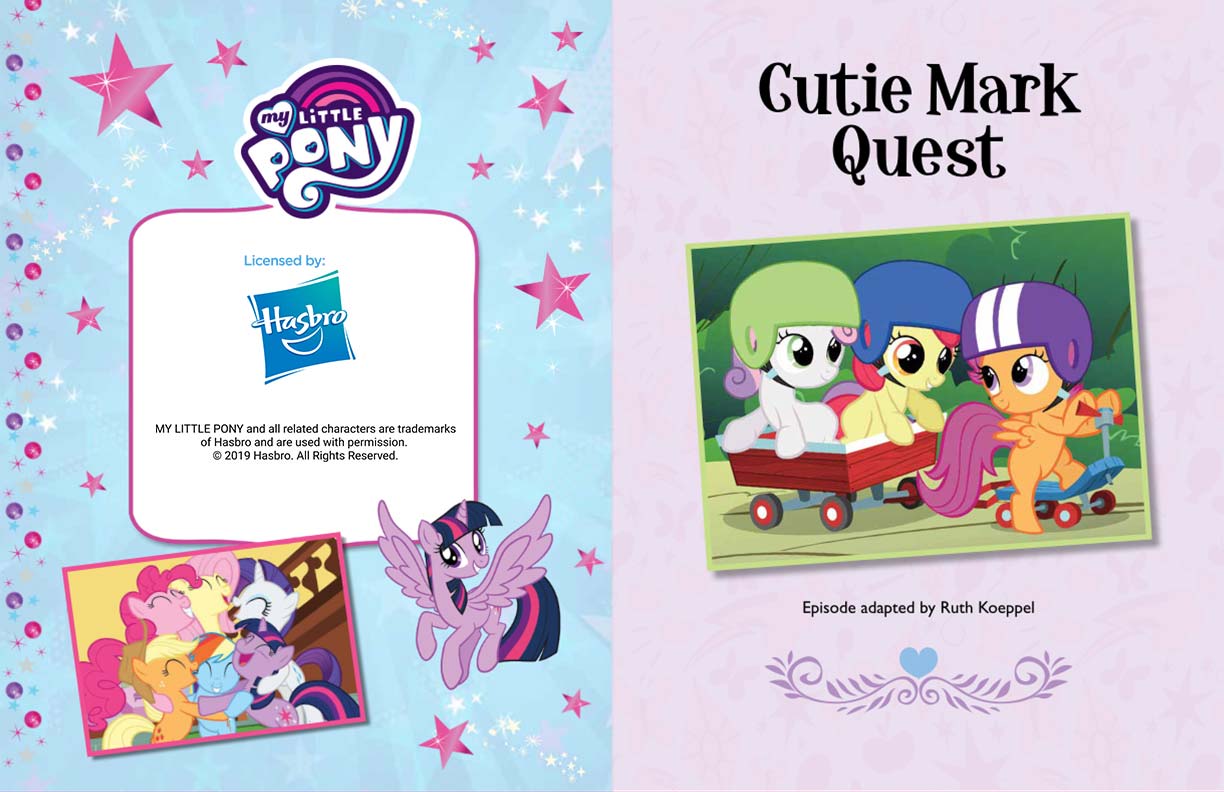 my LiTTLE
PONY
Licensed by:
Hasbro
MY LITTLE PONY and all related characters are trademarks
of Hasbro and are used with permission.
© 2019 Hasbro. All Rights Reserved.
Cutie Mark
Quest
Episode adapted by Ruth Koeppel